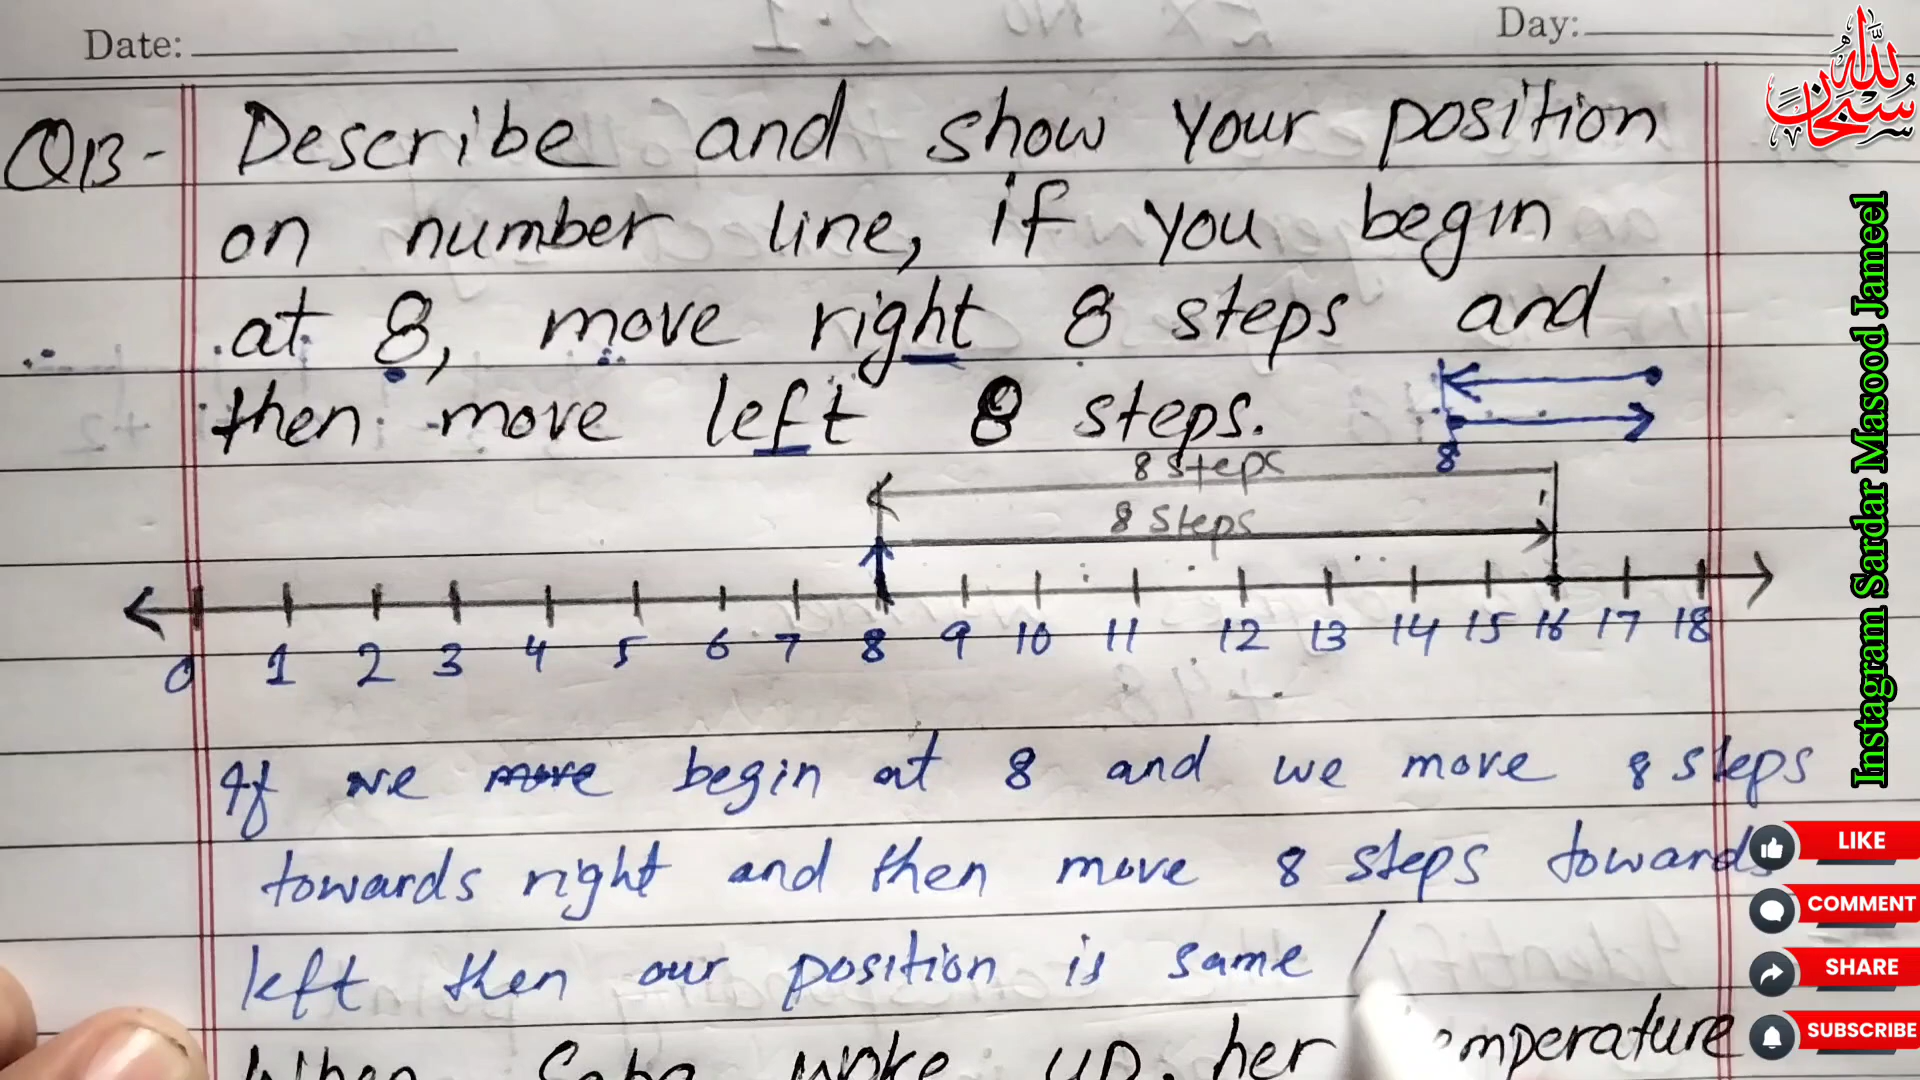 Date:
Day:
سبحان الله
Q13- Describe and show your position
on number line, if you begin
at 8, move right 8 steps and
then move left 8 steps.
8
8 steps
8 steps
0 1 2 3 4 5 6 7 8 9 10 11 12 13 14 15 16 17 18
If we begin at 8 and we move 8 steps
towards right and then move 8 steps towards
left then our position is same
When Saba woke up, her temperature
Instagram Sardar Masood Jameel
LIKE
COMMENT
SHARE
SUBSCRIBE